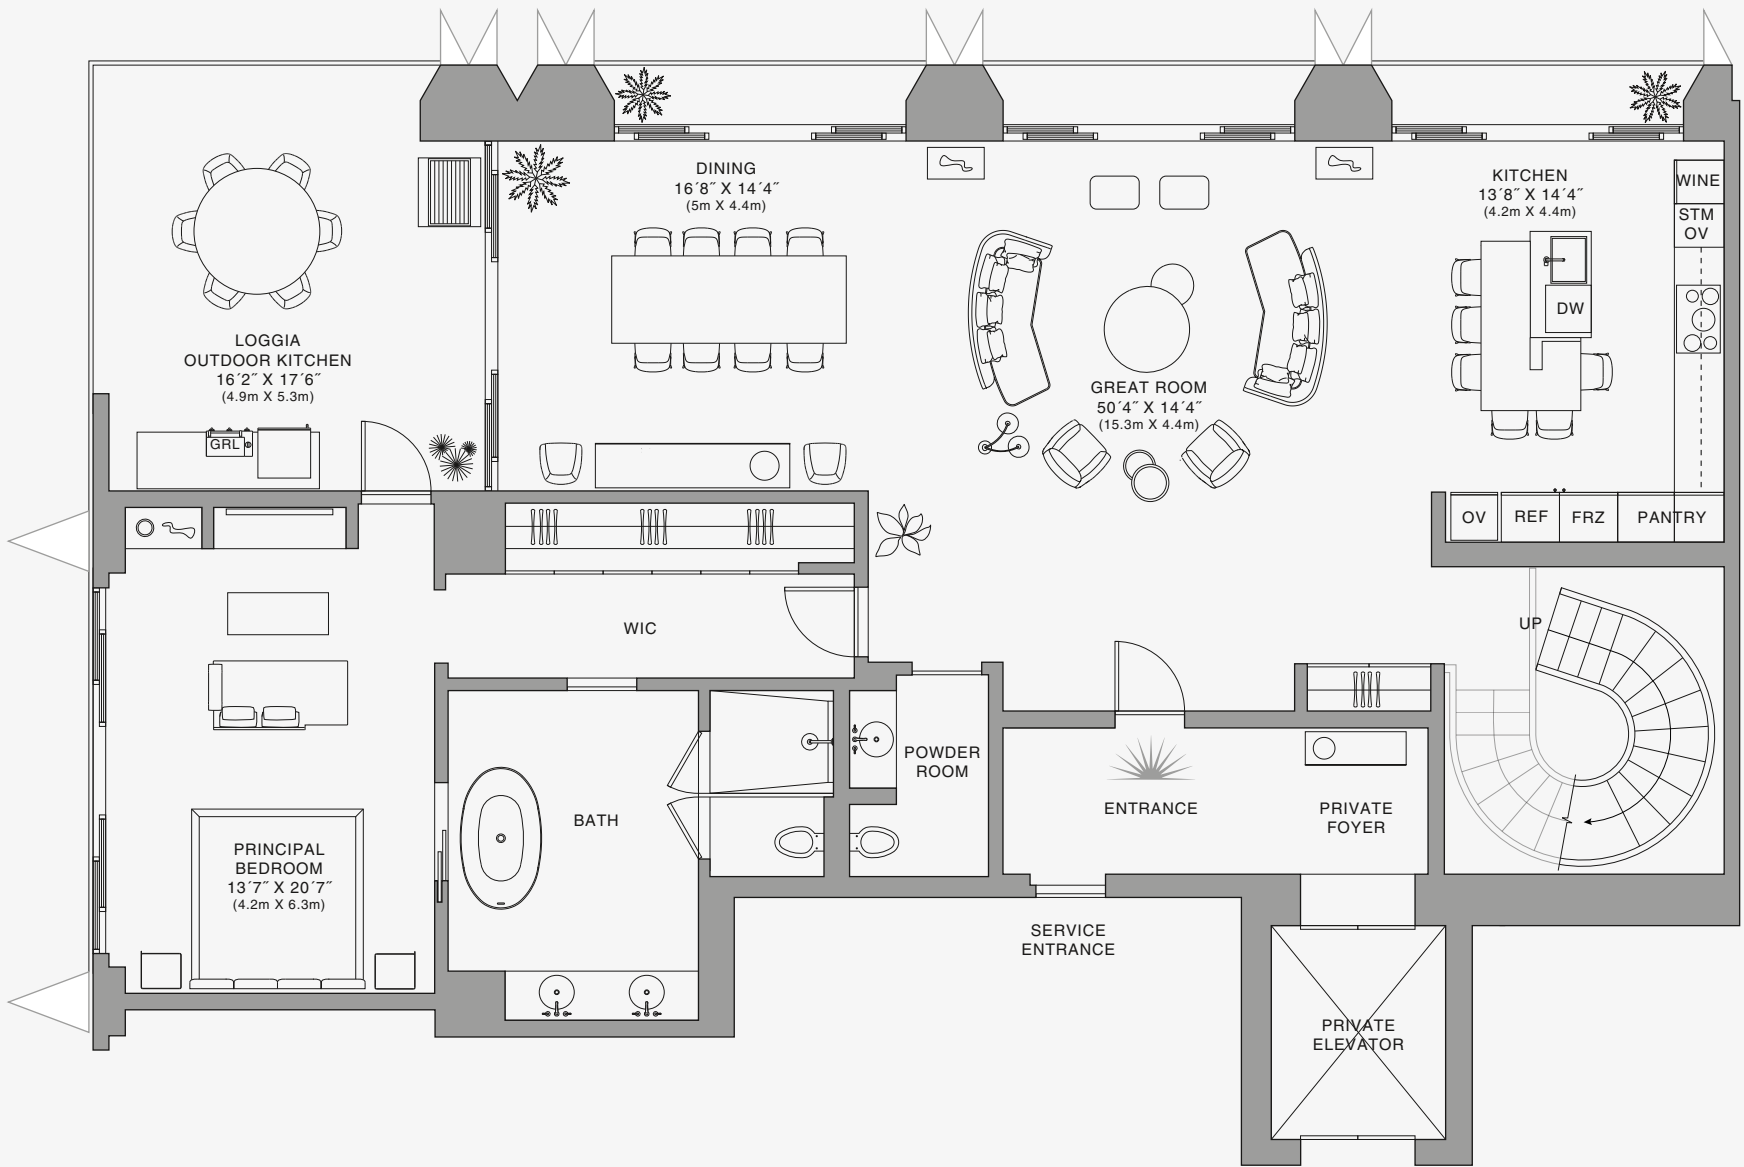 DINING
16´8˝ X 14´4˝
(5m X 4.4m)
KITCHEN
13´8˝ X 14´4˝
(4.2m X 4.4m)
WINE
STM
OV
DW
LOGGIA
OUTDOOR KITCHEN
16´2˝ X 17´6˝
(4.9m X 5.3m)
GREAT ROOM
50´4˝ X 14´4˝
(15.3m X 4.4m)
GRL
OV
REF
FRZ
PANTRY
WIC
UP
POWDER
ROOM
BATH
ENTRANCE
PRIVATE
FOYER
PRINCIPAL
BEDROOM
13´7˝ X 20´7˝
(4.2m X 6.3m)
SERVICE
ENTRANCE
PRIVATE
ELEVATOR